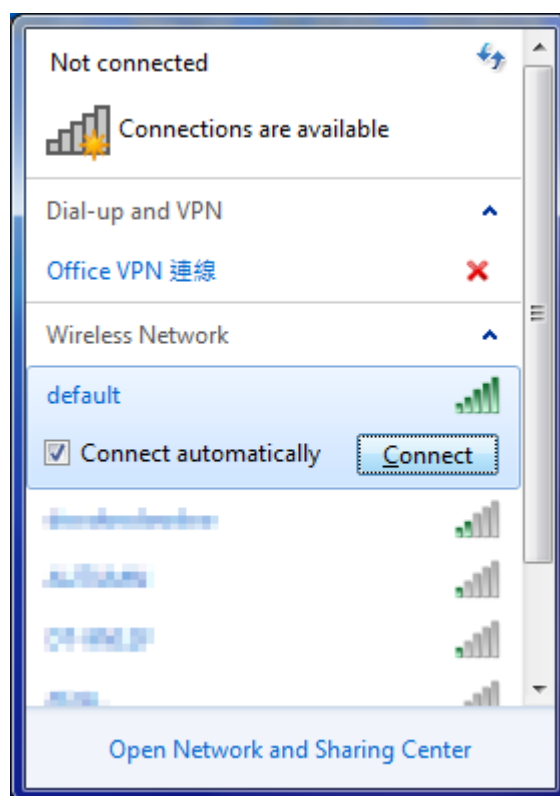 Not connected
Connections are available
Dial-up and VPN
Office VPN 連線
Wireless Network
default
Connect automatically
Connect
Open Network and Sharing Center